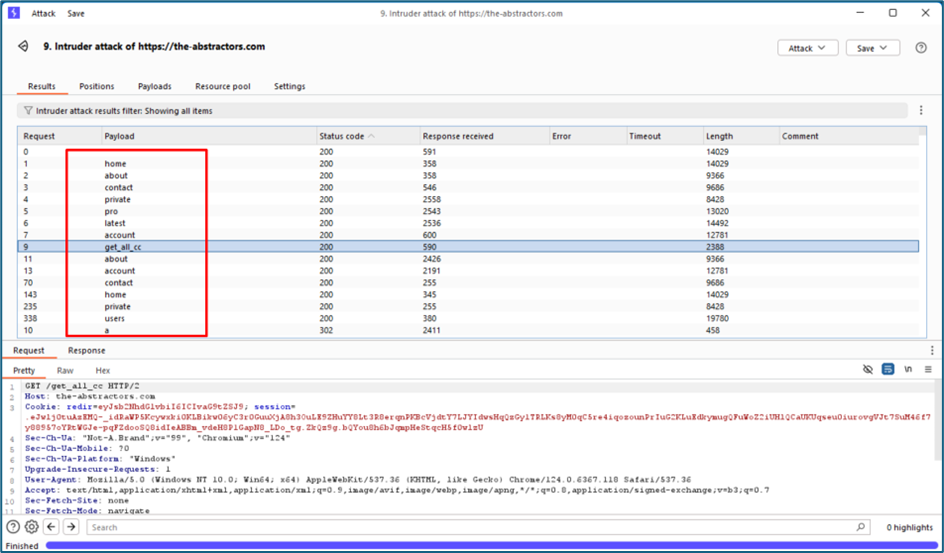 Attack Save 9. Intruder attack of https://the-abstractors.com
9. Intruder attack of https://the-abstractors.com Attack Save
Results Positions Payloads Resource pool Settings
Intruder attack results filter: Showing all items
Request Payload Status code Response received Error Timeout Length Comment
0 200 591 14029
1 home 200 358 14029
2 about 200 358 9366
3 contact 200 546 9686
4 private 200 2558 8428
5 pro 200 2543 13020
6 latest 200 2536 14492
7 account 200 600 12781
9 get_all_cc 200 590 2388
11 about 200 2426 9366
13 account 200 2191 12781
70 contact 200 255 9686
143 home 200 345 14029
235 private 200 255 8428
338 users 200 380 19780
10 a 302 2411 458
Request Response
Pretty Raw Hex
\n
1 GET /get_all_cc HTTP/2
2 Host: the-abstractors.com
3 Cookie: redir=eyJsb2NhdGlvbiI6ICIvaG9tZSJ9; session=
4 Sec-Ch-Ua: "Not-A.Brand";v="99", "Chromium";v="124"
5 Sec-Ch-Ua-Mobile: ?0
6 Sec-Ch-Ua-Platform: "Windows"
7 Upgrade-Insecure-Requests: 1
8 User-Agent: Mozilla/5.0 (Windows NT 10.0; Win64; x64) AppleWebKit/537.36 (KHTML, like Gecko) Chrome/124.0.6367.118 Safari/537.36
9 Accept: text/html,application/xhtml+xml,application/xml;q=0.9,image/avif,image/webp,image/apng,*/*;q=0.8,application/signed-exchange;v=b3;q=0.7
10 Sec-Fetch-Site: none
11 Sec-Fetch-Mode: navigate
Search 0 highlights
Finished